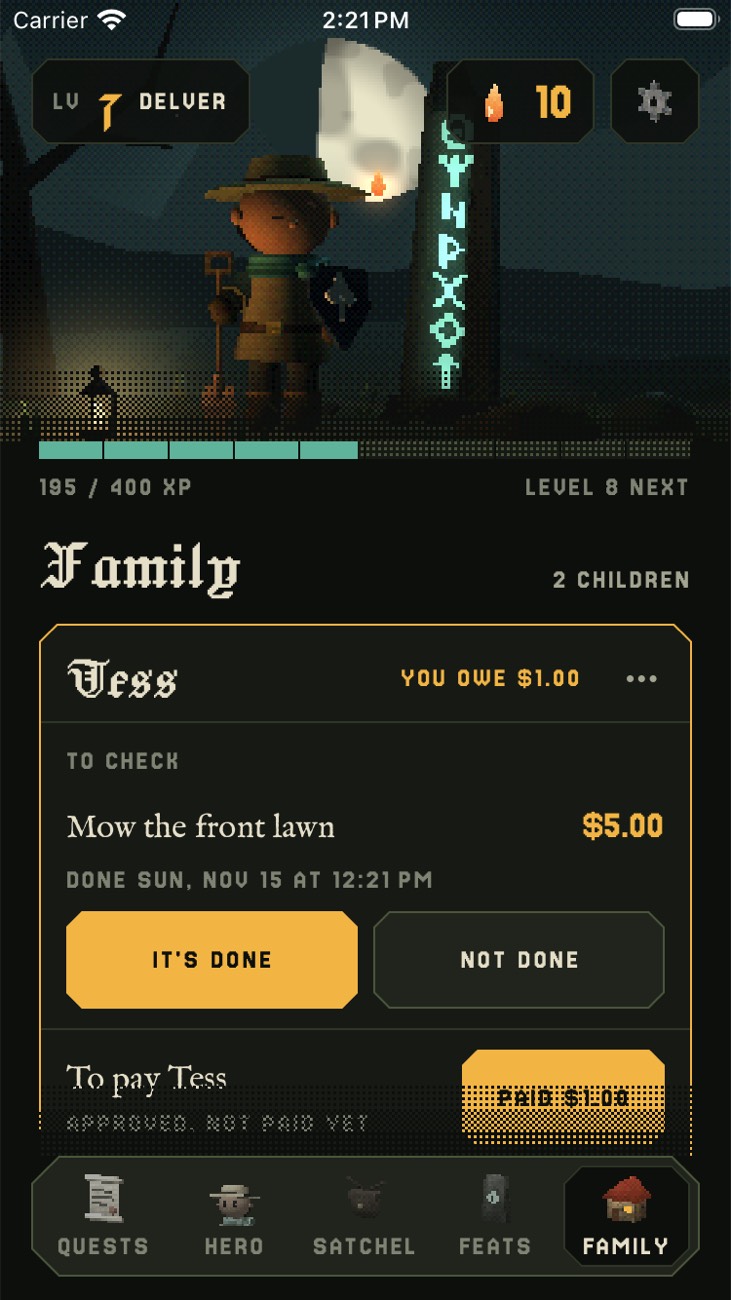 Carrier 2:21 PM
LV 7 DELVER
10
195 / 400 XP LEVEL 8 NEXT
Family 2 CHILDREN
Tess YOU OWE $1.00
TO CHECK
Mow the front lawn $5.00
DONE SUN, NOV 15 AT 12:21 PM
IT'S DONE NOT DONE
To pay Tess PAID $1.00
APPROVED, NOT PAID YET
QUESTS HERO SATCHEL FEATS FAMILY